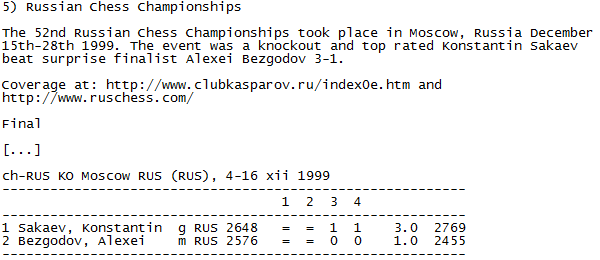 5) Russian Chess Championships
The 52nd Russian Chess Championships took place in Moscow, Russia December
15th-28th 1999. The event was a knockout and top rated Konstantin Sakaev
beat surprise finalist Alexei Bezgodov 3-1.
Coverage at: http://www.clubkasparov.ru/index0e.htm and
http://www.ruschess.com/
Final
[...]
ch-RUS KO Moscow RUS (RUS), 4-16 xii 1999
----------------------------------------------------------
                                   1  2  3  4
----------------------------------------------------------
1 Sakaev, Konstantin  g RUS 2648   =  =  1  1    3.0  2769
2 Bezgodov, Alexei    m RUS 2576   =  =  0  0    1.0  2455
----------------------------------------------------------